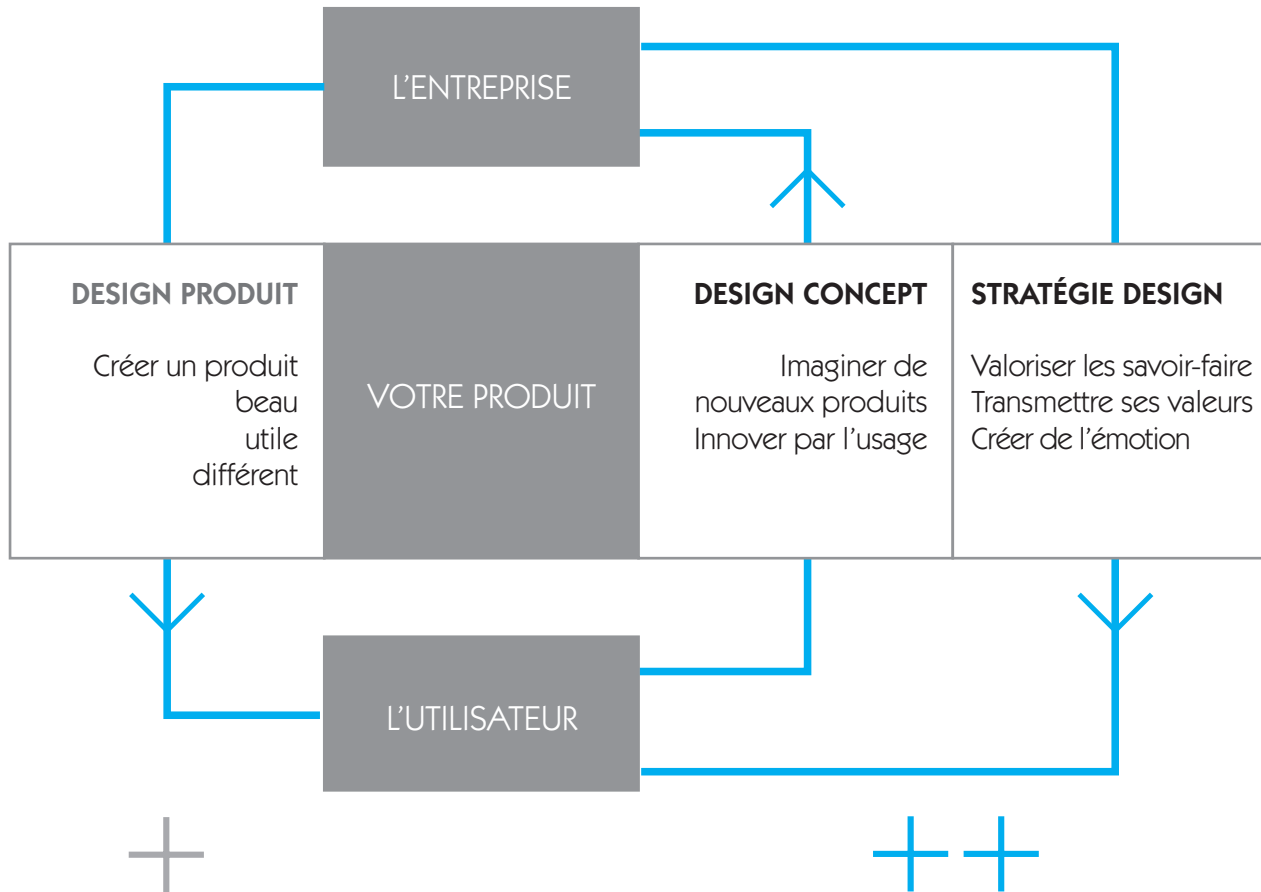 L'ENTREPRISE
DESIGN PRODUIT
Créer un produit
beau
utile
différent
VOTRE PRODUIT
DESIGN CONCEPT
Imaginer de
nouveaux produits
Innover par l'usage
STRATÉGIE DESIGN
Valoriser les savoir-faire
Transmettre ses valeurs
Créer de l'émotion
L'UTILISATEUR